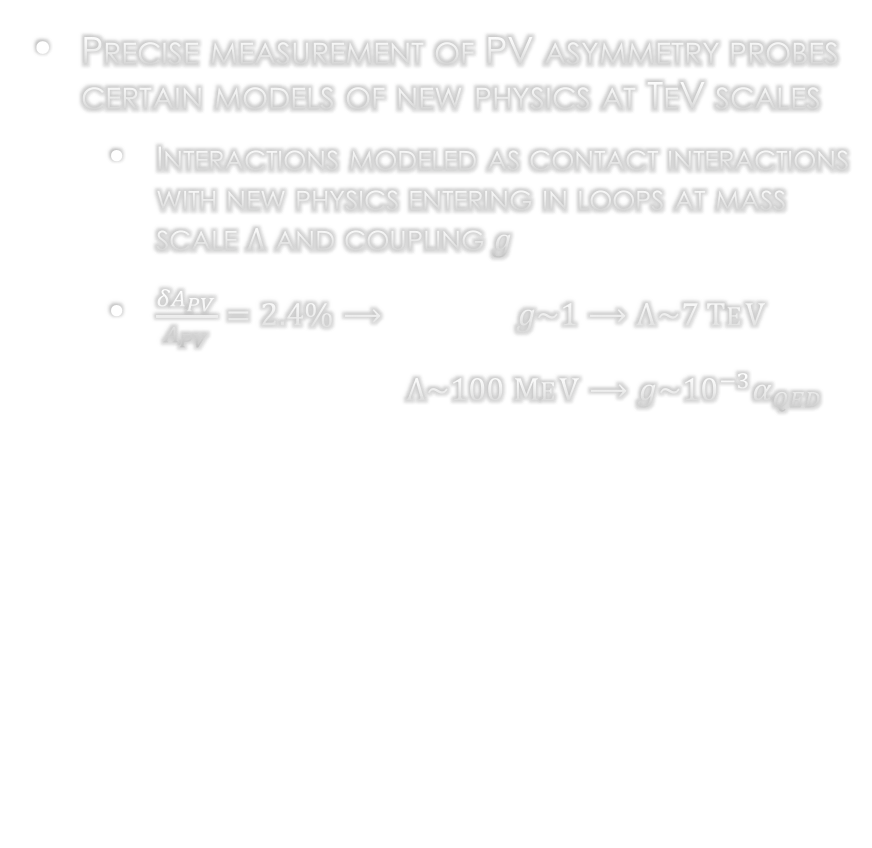 • Precise measurement of PV asymmetry probes
certain models of new physics at TeV scales
• Interactions modeled as contact interactions
with new physics entering in loops at mass
scale Λ and coupling g
• δA_PV / A_PV = 2.4% ⟶ g~1 ⟶ Λ~7 TeV
Λ~100 MeV ⟶ g~10⁻³α_QED